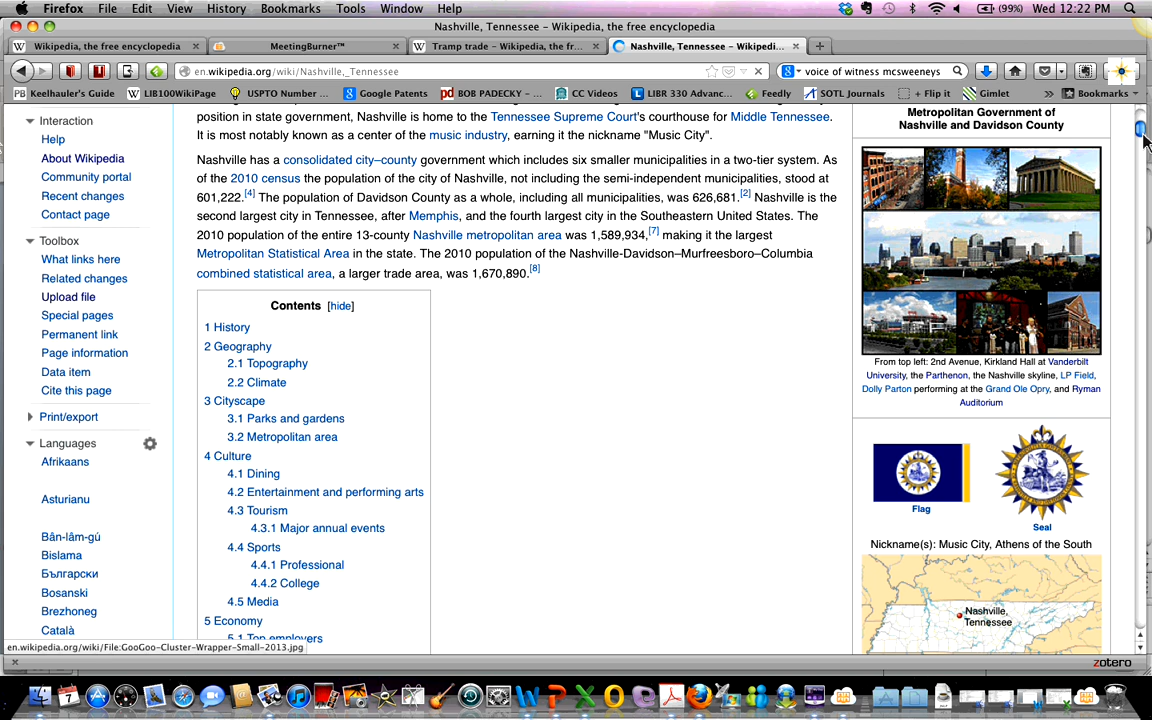 Firefox File Edit View History Bookmarks Tools Window Help (99%) Wed 12:22 PM
Nashville, Tennessee – Wikipedia, the free encyclopedia
Wikipedia, the free encyclopedia × MeetingBurner™ × Tramp trade – Wikipedia, the fr... × Nashville, Tennessee – Wikipedi... ×
en.wikipedia.org/wiki/Nashville,_Tennessee voice of witness mcsweeneys
Keelhauler's Guide LIB100WikiPage USPTO Number ... Google Patents BOB PADECKY – ... CC Videos LIBR 330 Advanc... Feedly SOTL Journals + Flip it Gimlet » Bookmarks
position in state government, Nashville is home to the Tennessee Supreme Court's courthouse for Middle Tennessee.
It is most notably known as a center of the music industry, earning it the nickname "Music City".
Nashville has a consolidated city–county government which includes six smaller municipalities in a two-tier system. As
of the 2010 census the population of the city of Nashville, not including the semi-independent municipalities, stood at
601,222.[4] The population of Davidson County as a whole, including all municipalities, was 626,681.[2] Nashville is the
second largest city in Tennessee, after Memphis, and the fourth largest city in the Southeastern United States. The
2010 population of the entire 13-county Nashville metropolitan area was 1,589,934,[7] making it the largest
Metropolitan Statistical Area in the state. The 2010 population of the Nashville-Davidson–Murfreesboro–Columbia
combined statistical area, a larger trade area, was 1,670,890.[8]
Contents [hide]
1 History
2 Geography
2.1 Topography
2.2 Climate
3 Cityscape
3.1 Parks and gardens
3.2 Metropolitan area
4 Culture
4.1 Dining
4.2 Entertainment and performing arts
4.3 Tourism
4.3.1 Major annual events
4.4 Sports
4.4.1 Professional
4.4.2 College
4.5 Media
5 Economy
5.1 Top employers
Interaction
Help
About Wikipedia
Community portal
Recent changes
Contact page
Toolbox
What links here
Related changes
Upload file
Special pages
Permanent link
Page information
Data item
Cite this page
Print/export
Languages
Afrikaans
Asturianu
Bân-lâm-gú
Bislama
Български
Bosanski
Brezhoneg
Català
Metropolitan Government of
Nashville and Davidson County
From top left: 2nd Avenue, Kirkland Hall at Vanderbilt
University, the Parthenon, the Nashville skyline, LP Field,
Dolly Parton performing at the Grand Ole Opry, and Ryman
Auditorium
Flag
Seal
Nickname(s): Music City, Athens of the South
Nashville,
Tennessee
en.wikipedia.org/wiki/File:GooGoo-Cluster-Wrapper-Small-2013.jpg
× zotero